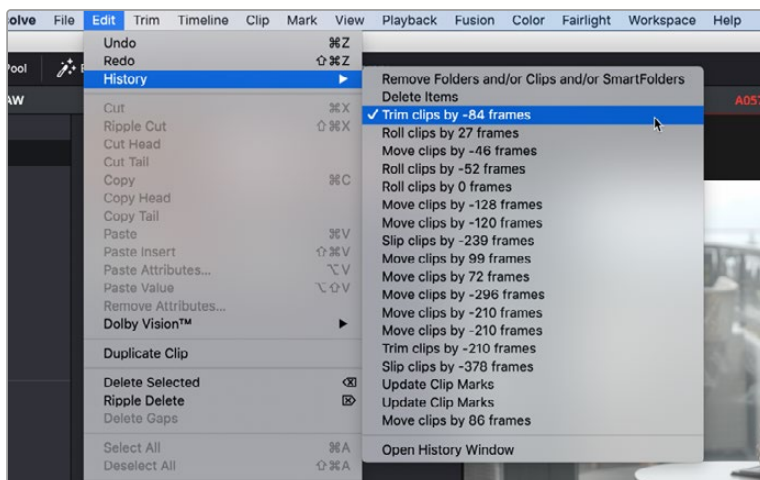 olve File Edit Trim Timeline Clip Mark View Playback Fusion Color Fairlight Workspace Help
Undo ⌘Z
Redo ⇧⌘Z
History
Cut ⌘X
Ripple Cut ⇧⌘X
Cut Head
Cut Tail
Copy ⌘C
Copy Head
Copy Tail
Paste ⌘V
Paste Insert ⇧⌘V
Paste Attributes... ⌥V
Paste Value ⌥⇧V
Remove Attributes...
Dolby Vision™
Duplicate Clip
Delete Selected ⌫
Ripple Delete ⌦
Delete Gaps
Select All ⌘A
Deselect All ⇧⌘A
Remove Folders and/or Clips and/or SmartFolders
Delete Items
✓ Trim clips by -84 frames
Roll clips by 27 frames
Move clips by -46 frames
Roll clips by -52 frames
Roll clips by 0 frames
Move clips by -128 frames
Move clips by -120 frames
Slip clips by -239 frames
Move clips by 99 frames
Move clips by 72 frames
Move clips by -296 frames
Move clips by -210 frames
Move clips by -210 frames
Trim clips by -210 frames
Slip clips by -378 frames
Update Clip Marks
Update Clip Marks
Move clips by 86 frames
Open History Window
ool
AW
A057